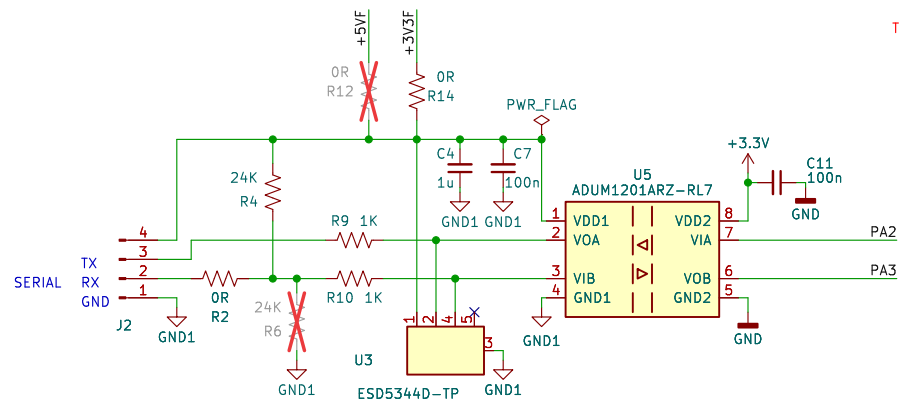 +5VF
+3V3F
T
0R
R12
0R
R14
PWR_FLAG
+3.3V
C4
1u
C7
100n
C11
100n
GND
GND1
GND1
24K
R4
U5
ADUM1201ARZ-RL7
1 VDD1
VDD2 8
2 VOA
VIA 7
PA2
3 VIB
VOB 6
PA3
4 GND1
GND2 5
GND1
GND
R9 1K
R10 1K
4
TX 3
SERIAL RX 2
GND 1
J2
GND1
0R
R2
24K
R6
GND1
1
2
4
5
3
U3
ESD5344D-TP
GND1